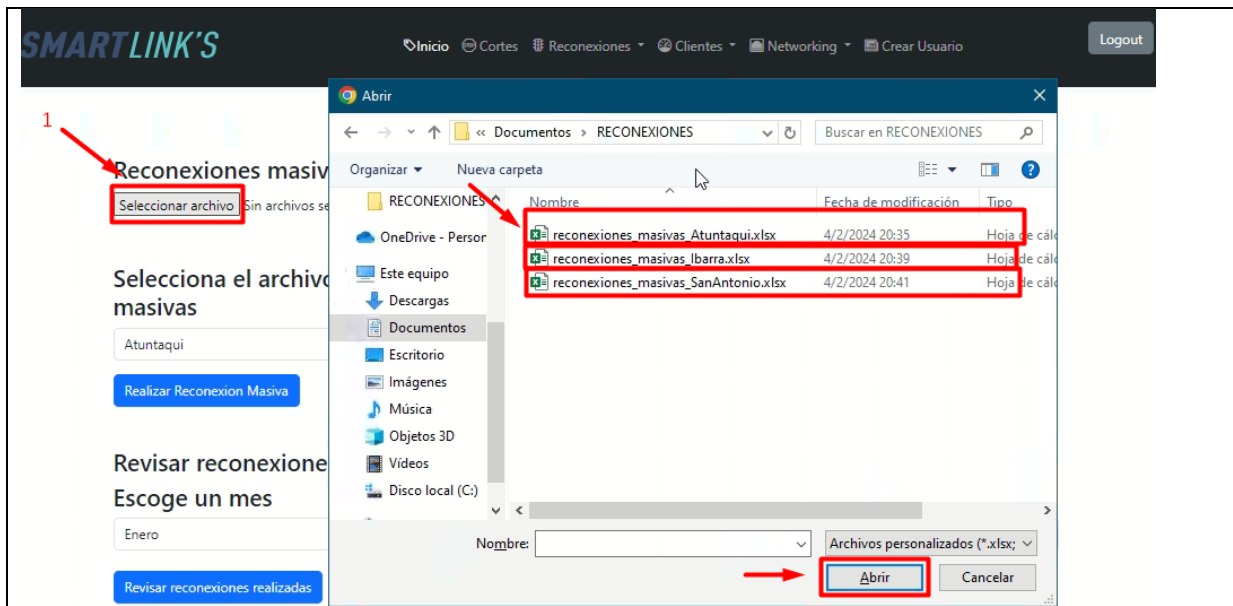 SMARTLINK'S
Inicio Cortes Reconexiones Clientes Networking Crear Usuario
Logout
1
Reconexiones masiv
Seleccionar archivo Sin archivos se
Selecciona el archivo
masivas
Atuntaqui
Realizar Reconexion Masiva
Revisar reconexione
Escoge un mes
Enero
Revisar reconexiones realizadas
Abrir
« Documentos › RECONEXIONES
Buscar en RECONEXIONES
Organizar
Nueva carpeta
RECONEXIONES
OneDrive - Person
Este equipo
Descargas
Documentos
Escritorio
Imágenes
Música
Objetos 3D
Vídeos
Disco local (C:)
Nombre Fecha de modificación Tipo
reconexiones_masivas_Atuntaqui.xlsx 4/2/2024 20:35 Hoja de cálc
reconexiones_masivas_Ibarra.xlsx 4/2/2024 20:39 Hoja de cálc
reconexiones_masivas_SanAntonio.xlsx 4/2/2024 20:41 Hoja de cálc
Nombre:
Archivos personalizados (*.xlsx;
Abrir
Cancelar